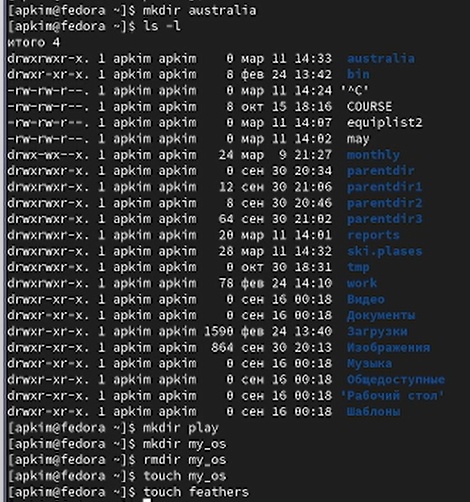 [apkim@fedora ~]$ mkdir australia
[apkim@fedora ~]$ ls -l
итого 4
drwxrwxr-x. 1 apkim apkim 0 мар 11 14:33 australia
drwxrwxr-x. 1 apkim apkim 8 фев 24 13:42 bin
-rw-rw-r--. 1 apkim apkim 0 мар 11 14:24 '^C'
-rw-rw-r--. 1 apkim apkim 8 окт 15 18:16 COURSE
-rw-rw-r--. 1 apkim apkim 0 мар 11 14:07 equiplist2
-rw-rw-r--. 1 apkim apkim 0 мар 11 14:02 may
drwx-wx--x. 1 apkim apkim 24 мар 9 21:27 monthly
drwxrwxr-x. 1 apkim apkim 0 сен 30 20:34 parentdir
drwxrwxr-x. 1 apkim apkim 12 сен 30 21:06 parentdir1
drwxrwxr-x. 1 apkim apkim 8 сен 30 20:46 parentdir2
drwxrwxr-x. 1 apkim apkim 64 сен 30 21:02 parentdir3
drwxrwxr-x. 1 apkim apkim 20 мар 11 14:01 reports
drwxrwxr-x. 1 apkim apkim 28 мар 11 14:32 ski.plases
drwxrwxr-x. 1 apkim apkim 0 окт 30 18:31 tmp
drwxrwxr-x. 1 apkim apkim 78 фев 24 14:10 work
drwxr-xr-x. 1 apkim apkim 0 сен 16 00:18 Видео
drwxr-xr-x. 1 apkim apkim 0 сен 16 00:18 Документы
drwxr-xr-x. 1 apkim apkim 1590 фев 24 13:40 Загрузки
drwxr-xr-x. 1 apkim apkim 864 сен 30 20:13 Изображения
drwxr-xr-x. 1 apkim apkim 0 сен 16 00:18 Музыка
drwxr-xr-x. 1 apkim apkim 0 сен 16 00:18 Общедоступные
drwxr-xr-x. 1 apkim apkim 0 сен 16 00:18 'Рабочий стол'
drwxr-xr-x. 1 apkim apkim 0 сен 16 00:18 Шаблоны
[apkim@fedora ~]$ mkdir play
[apkim@fedora ~]$ mkdir my_os
[apkim@fedora ~]$ rmdir my_os
[apkim@fedora ~]$ touch my_os
[apkim@fedora ~]$ touch feathers